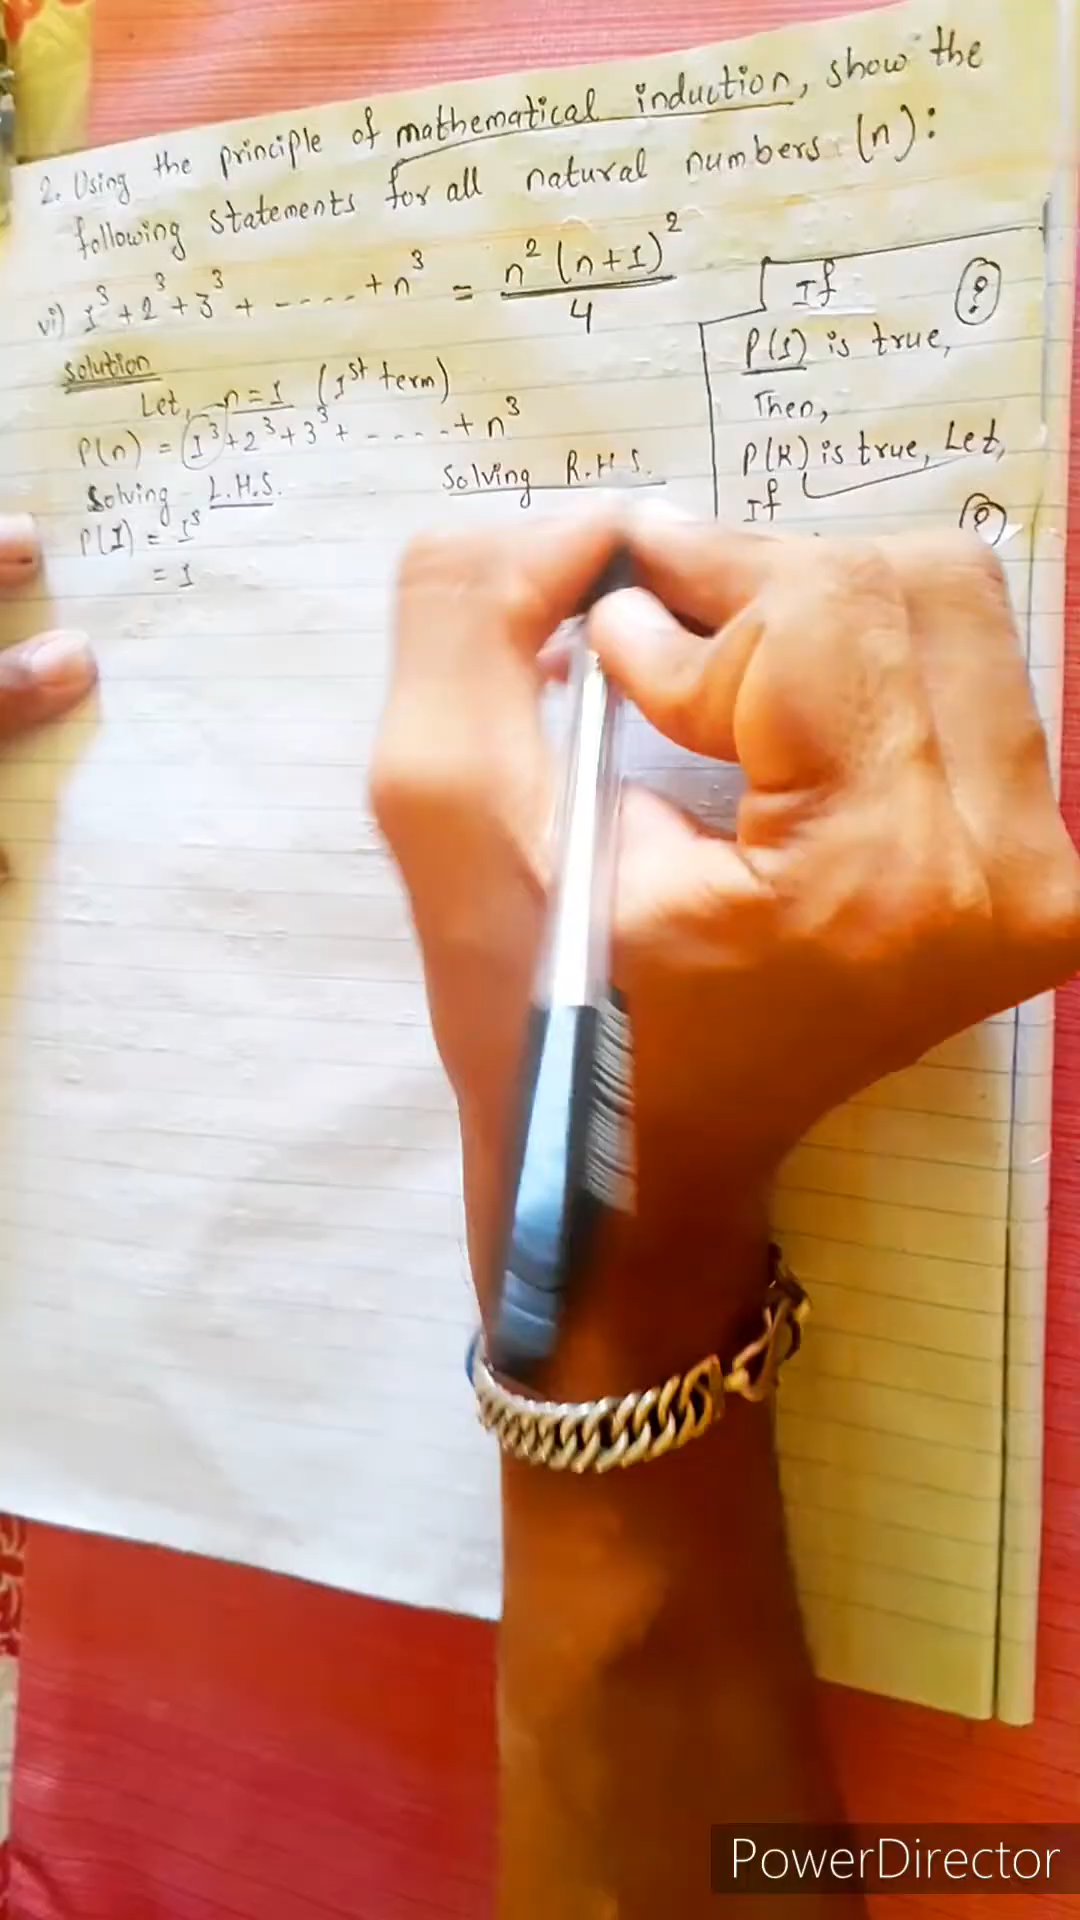 2. Using the principle of mathematical induction, show the
following statements for all natural numbers (n):
vi) 1³ + 2³ + 3³ + - - - - . . + n³ = n² (n+1)² / 4
Solution
Let, n = 1 (1st term)
P(n) = 1³ + 2³ + 3³ + - - - - . + n³
Solving L.H.S.
P(1) = 1³
= 1
Solving R.H.S.
If
?
P(1) is true,
Then,
P(k) is true, Let,
If
?
PowerDirector